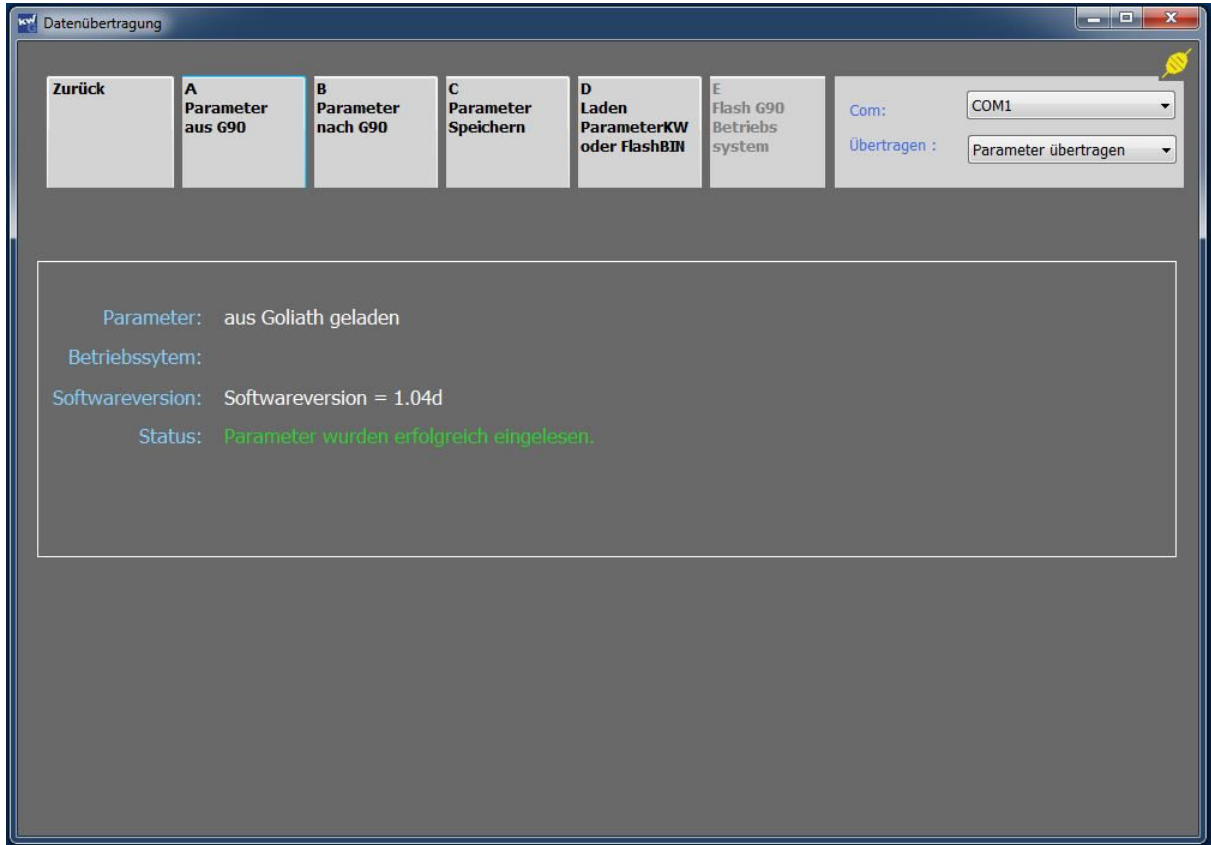 Datenübertragung
Zurück
A
Parameter
aus G90
B
Parameter
nach G90
C
Parameter
Speichern
D
Laden
ParameterKW
oder FlashBIN
E
Flash G90
Betriebs
system
Com:
COM1
Übertragen :
Parameter übertragen
Parameter: aus Goliath geladen
Betriebssytem:
Softwareversion: Softwareversion = 1.04d
Status: Parameter wurden erfolgreich eingelesen.